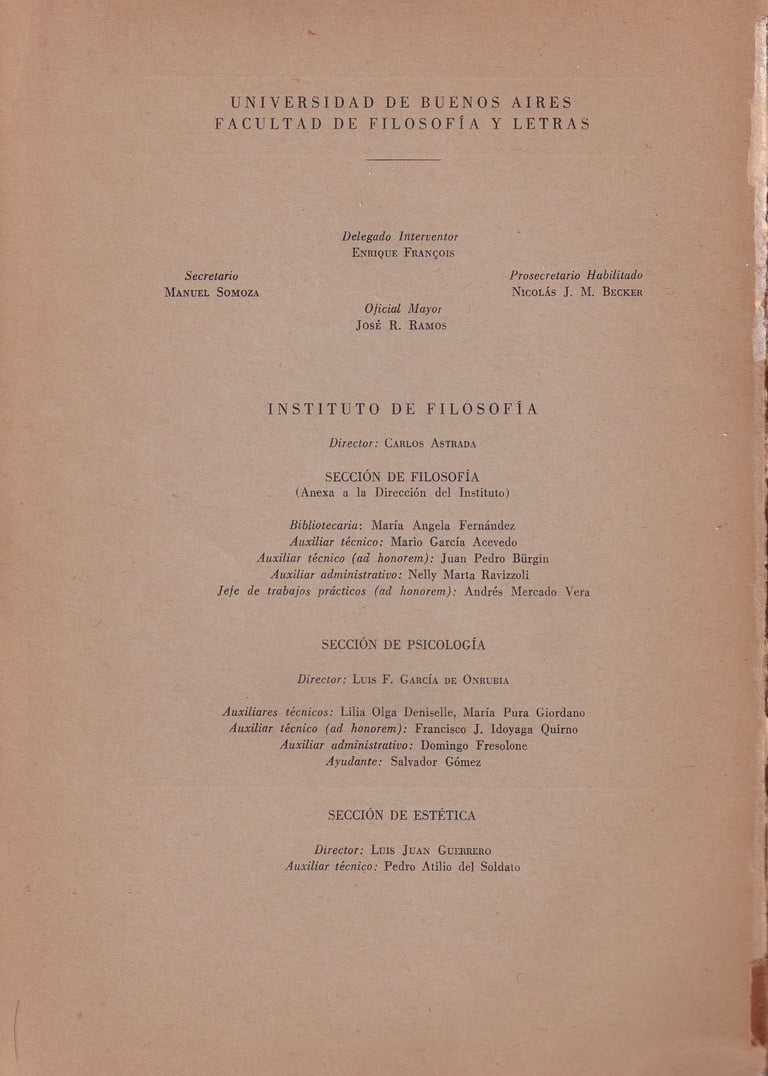 UNIVERSIDAD DE BUENOS AIRES
FACULTAD DE FILOSOFÍA Y LETRAS
Delegado Interventor
ENRIQUE FRANÇOIS
Secretario
MANUEL SOMOZA
Prosecretario Habilitado
NICOLÁS J. M. BECKER
Oficial Mayor
JOSÉ R. RAMOS
INSTITUTO DE FILOSOFÍA
Director: CARLOS ASTRADA
SECCIÓN DE FILOSOFÍA
(Anexa a la Dirección del Instituto)
Bibliotecaria: María Angela Fernández
Auxiliar técnico: Mario García Acevedo
Auxiliar técnico (ad honorem): Juan Pedro Bürgin
Auxiliar administrativo: Nelly Marta Ravizzoli
Jefe de trabajos prácticos (ad honorem): Andrés Mercado Vera
SECCIÓN DE PSICOLOGÍA
Director: LUIS F. GARCÍA DE ONRUBIA
Auxiliares técnicos: Lilia Olga Deniselle, María Pura Giordano
Auxiliar técnico (ad honorem): Francisco J. Idoyaga Quirno
Auxiliar administrativo: Domingo Fresolone
Ayudante: Salvador Gómez
SECCIÓN DE ESTÉTICA
Director: LUIS JUAN GUERRERO
Auxiliar técnico: Pedro Atilio del Soldato